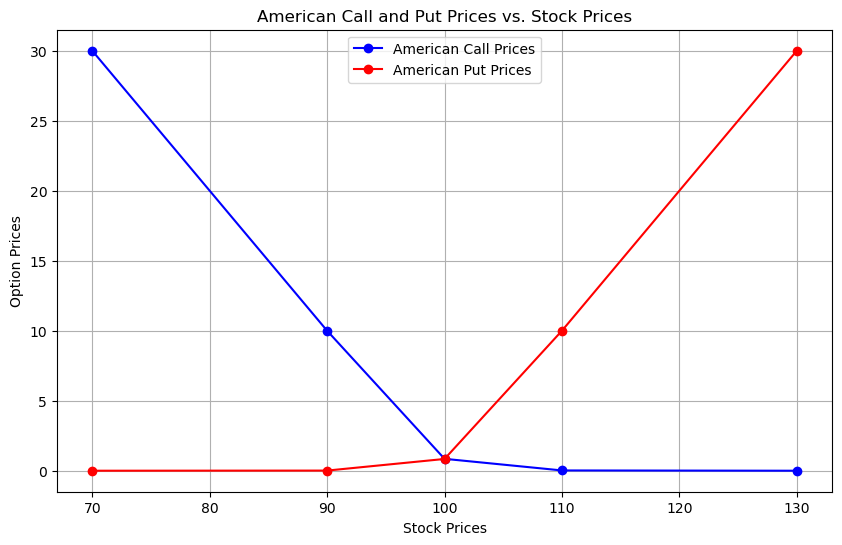 American Call and Put Prices vs. Stock Prices
American Call Prices
American Put Prices
30
25
20
15
10
5
0
Option Prices
70 80 90 100 110 120 130
Stock Prices